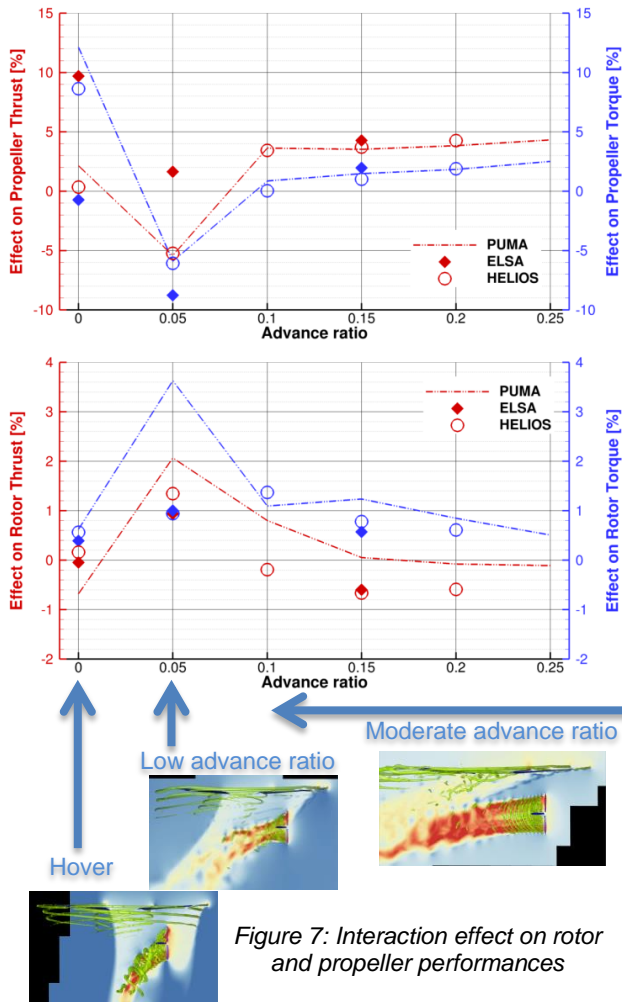 15
15
10
10
5
5
0
0
-5
-5
-10
-10
Effect on Propeller Thrust [%]
Effect on Propeller Torque [%]
PUMA
ELSA
HELIOS
0
0.05
0.1
0.15
0.2
0.25
Advance ratio
4
4
3
3
2
2
1
1
0
0
-1
-1
-2
-2
Effect on Rotor Thrust [%]
Effect on Rotor Torque [%]
PUMA
ELSA
HELIOS
0
0.05
0.1
0.15
0.2
0.25
Advance ratio
Moderate advance ratio
Low advance ratio
Hover
Figure 7: Interaction effect on rotor
and propeller performances